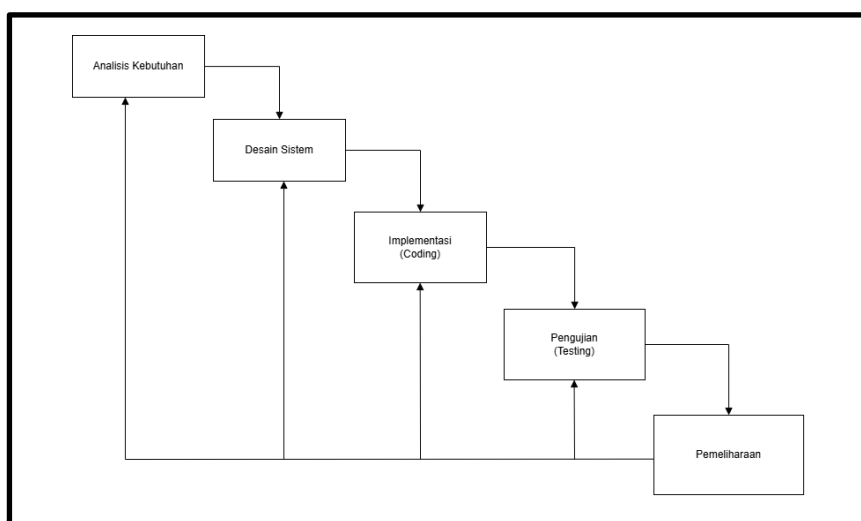 Analisis Kebutuhan
Desain Sistem
Implementasi
(Coding)
Pengujian
(Testing)
Pemeliharaan